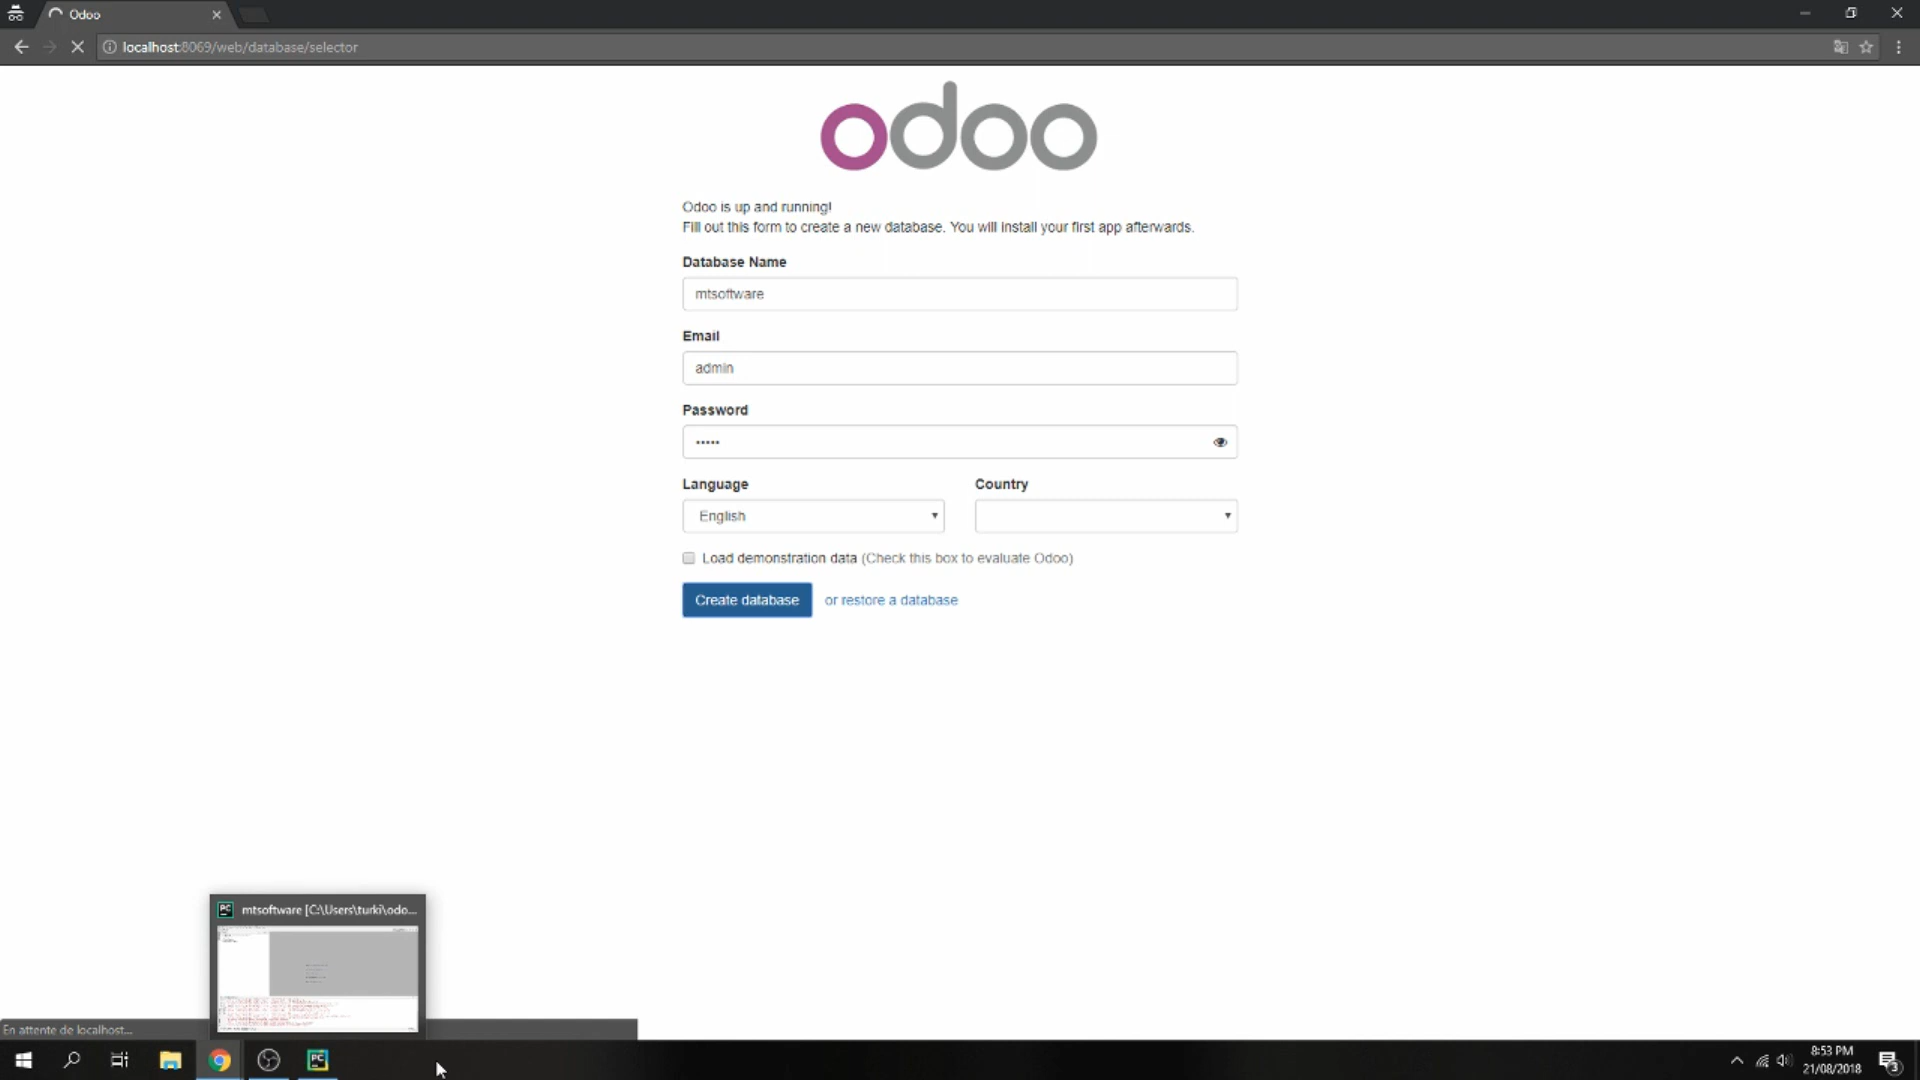 Odoo
localhost:8069/web/database/selector
odoo
Odoo is up and running!
Fill out this form to create a new database. You will install your first app afterwards.
Database Name
mtsoftware
Email
admin
Password
•••••
Language
Country
English
Load demonstration data (Check this box to evaluate Odoo)
Create database
or restore a database
PC
mtsoftware [C:\Users\turki\odo...
En attente de localhost...
PC
8:53 PM
21/08/2018
3